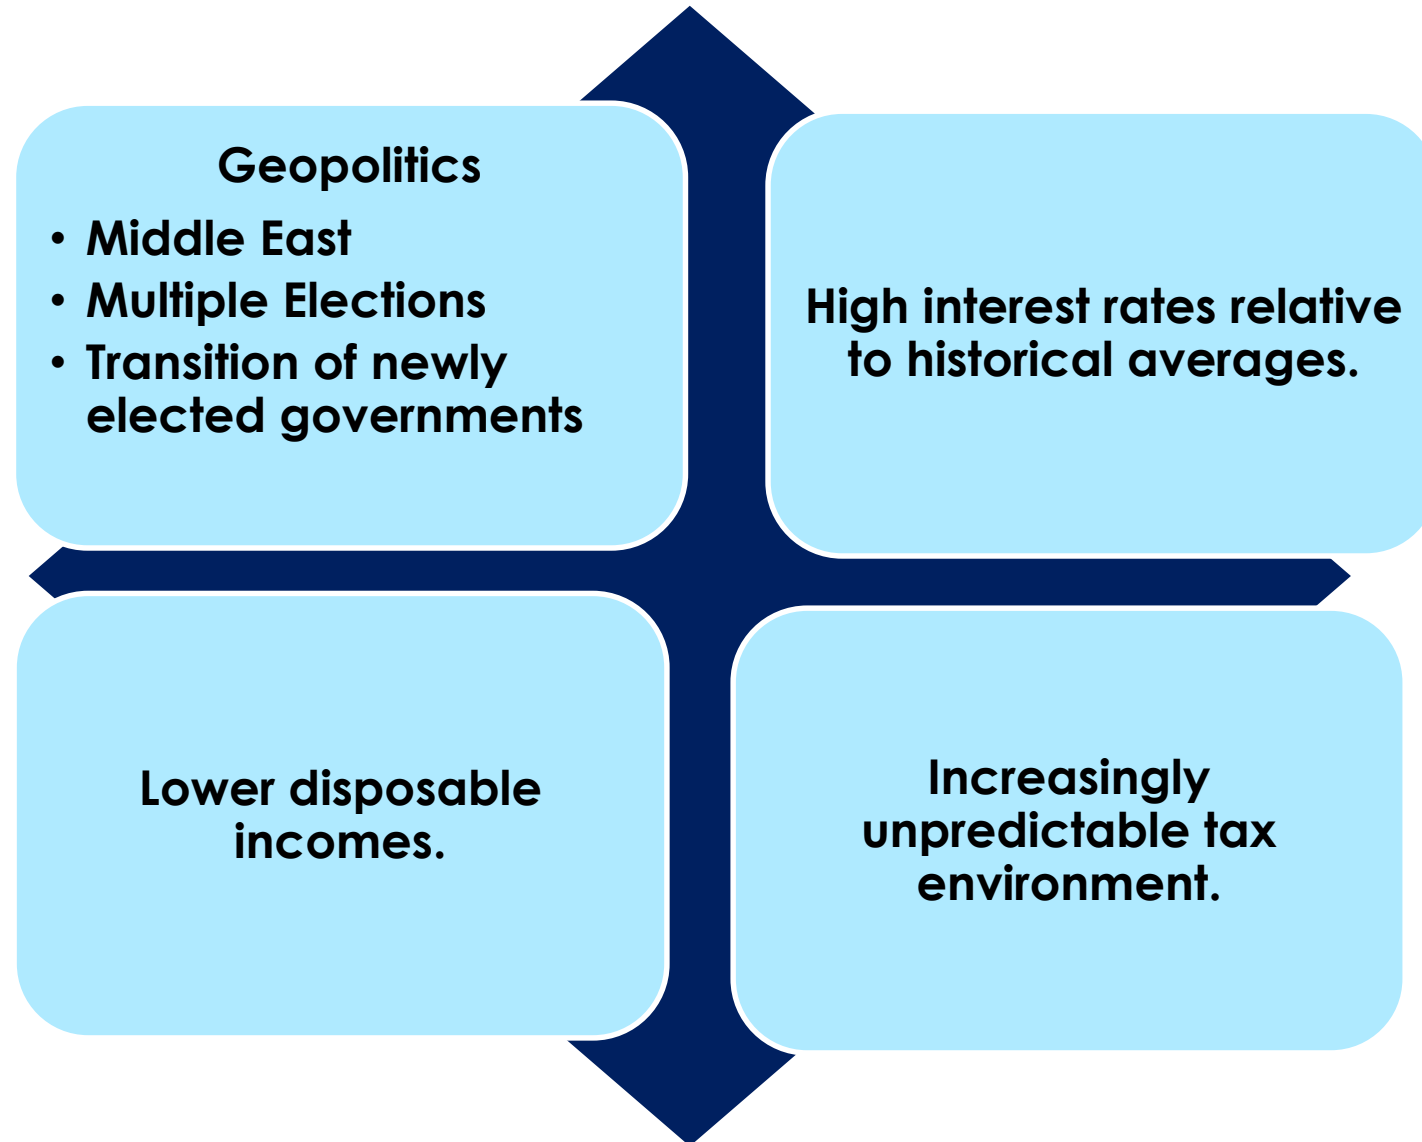 Geopolitics
• Middle East
• Multiple Elections
• Transition of newly
elected governments
High interest rates relative
to historical averages.
Lower disposable
incomes.
Increasingly
unpredictable tax
environment.